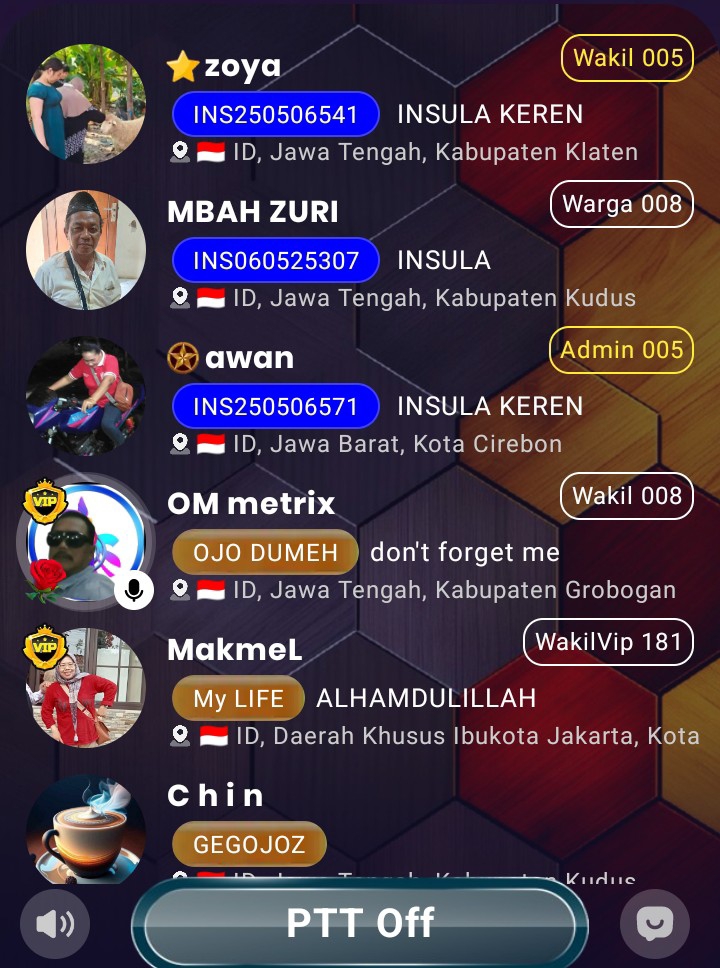 zoya
Wakil 005
INS250506541 INSULA KEREN
ID, Jawa Tengah, Kabupaten Klaten
MBAH ZURI
Warga 008
INS060525307 INSULA
ID, Jawa Tengah, Kabupaten Kudus
awan
Admin 005
INS250506571 INSULA KEREN
ID, Jawa Barat, Kota Cirebon
VIP
OM metrix
Wakil 008
OJO DUMEH don't forget me
ID, Jawa Tengah, Kabupaten Grobogan
VIP
MakmeL
WakilVip 181
My LIFE ALHAMDULILLAH
ID, Daerah Khusus Ibukota Jakarta, Kota
C h i n
GEGOJOZ
ID, Jawa Tengah, Kabupaten Kudus
PTT Off